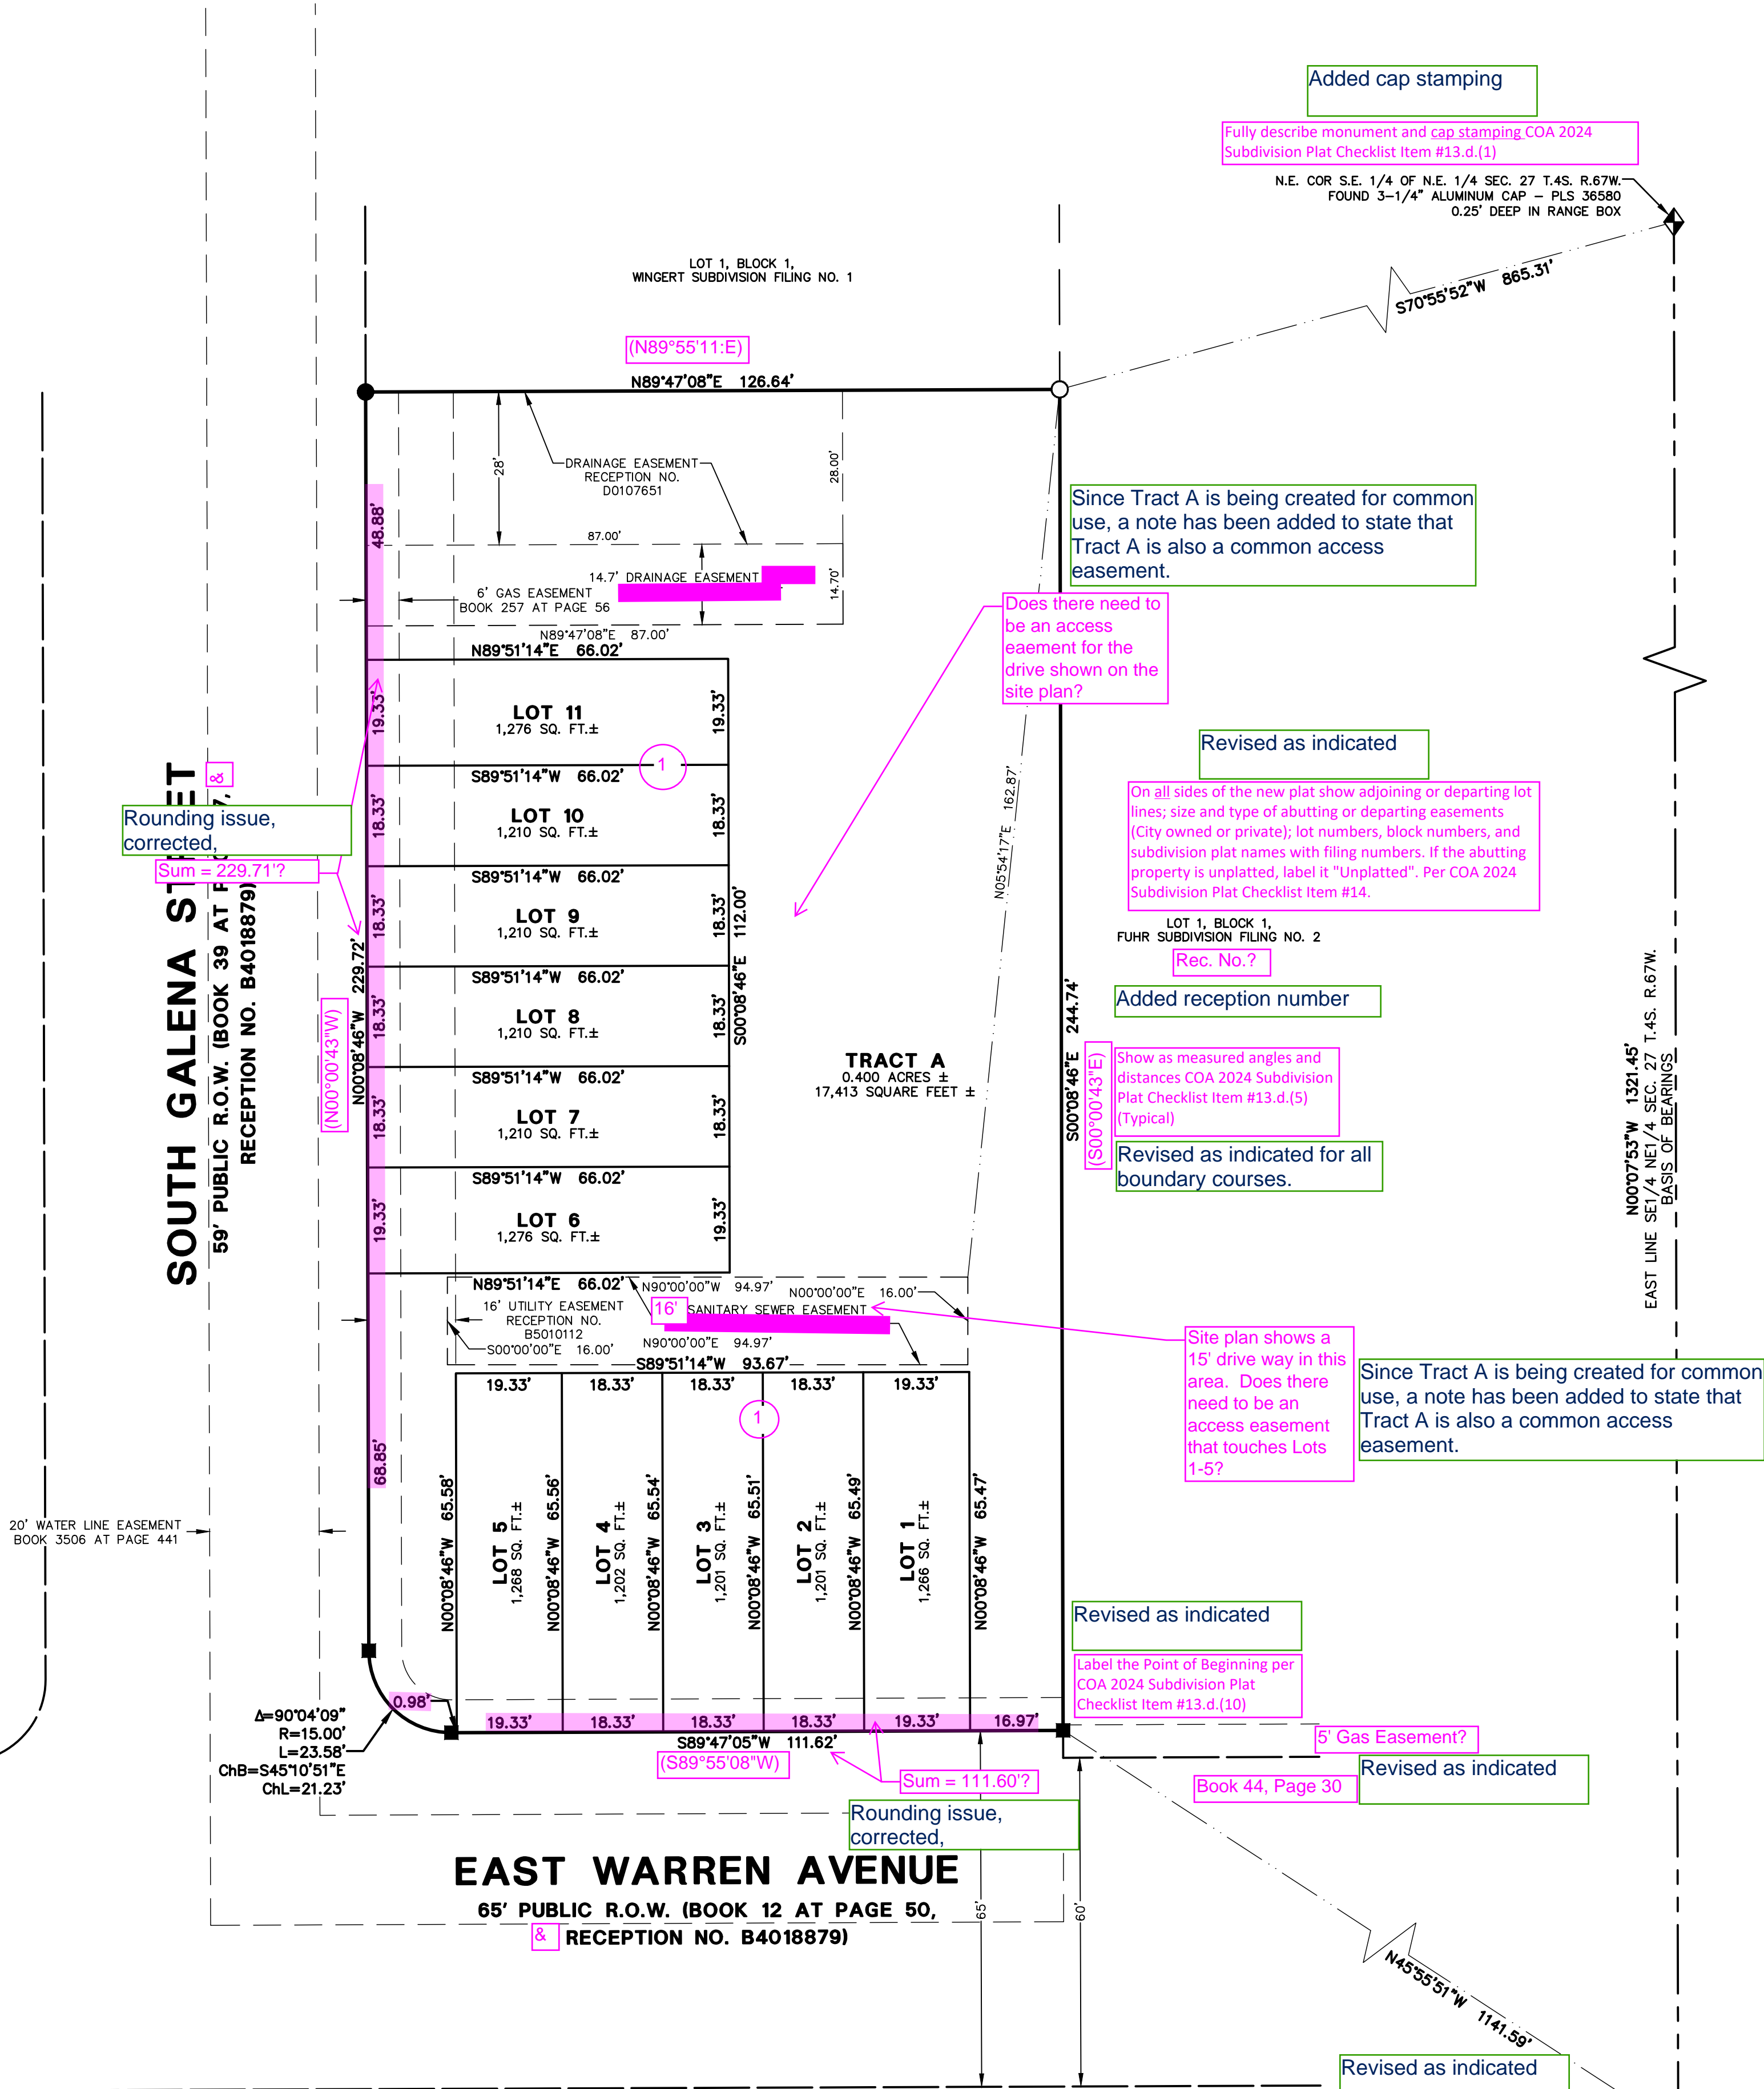 Added cap stamping
Fully describe monument and cap stamping COA 2024
Subdivision Plat Checklist Item #13.d.(1)
N.E. COR S.E. 1/4 OF N.E. 1/4 SEC. 27 T.4S. R.67W.
FOUND 3-1/4" ALUMINUM CAP - PLS 36580
0.25' DEEP IN RANGE BOX
LOT 1, BLOCK 1,
WINGERT SUBDIVISION FILING NO. 1
S70°55'52"W 865.31'
(N89°55'11:E)
N89°47'08"E 126.64'
28'
DRAINAGE EASEMENT
RECEPTION NO.
D0107651
28.00'
48.88'
87.00'
14.7' DRAINAGE EASEMENT
14.70'
6' GAS EASEMENT
BOOK 257 AT PAGE 56
N89°47'08"E 87.00'
N89°51'14"E 66.02'
Since Tract A is being created for common
use, a note has been added to state that
Tract A is also a common access
easement.
Does there need to
be an access
eaement for the
drive shown on the
site plan?
19.33'
LOT 11
1,276 SQ. FT.±
19.33'
S89°51'14"W 66.02'
1
18.33'
LOT 10
1,210 SQ. FT.±
18.33'
S89°51'14"W 66.02'
18.33'
LOT 9
1,210 SQ. FT.±
18.33'
S00°08'46"E 112.00'
S89°51'14"W 66.02'
18.33'
LOT 8
1,210 SQ. FT.±
18.33'
S89°51'14"W 66.02'
18.33'
LOT 7
1,210 SQ. FT.±
18.33'
S89°51'14"W 66.02'
19.33'
LOT 6
1,276 SQ. FT.±
19.33'
N89°51'14"E 66.02'
SOUTH GALENA
59' PUBLIC R.O.W. (BOOK 39 AT
&
RECEPTION NO. B4018879)
Rounding issue,
corrected,
Sum = 229.71'?
N00°08'46"W 229.72'
(N00°00'43"W)
N05°54'17"E 162.87'
TRACT A
0.400 ACRES ±
17,413 SQUARE FEET ±
Revised as indicated
On all sides of the new plat show adjoining or departing lot
lines; size and type of abutting or departing easements
(City owned or private); lot numbers, block numbers, and
subdivision plat names with filing numbers. If the abutting
property is unplatted, label it "Unplatted". Per COA 2024
Subdivision Plat Checklist Item #14.
LOT 1, BLOCK 1,
FUHR SUBDIVISION FILING NO. 2
Rec. No.?
Added reception number
S00°08'46"E 244.74'
(S00°00'43"E)
Show as measured angles and
distances COA 2024 Subdivision
Plat Checklist Item #13.d.(5)
(Typical)
Revised as indicated for all
boundary courses.
N00°07'53"W 1321.45'
EAST LINE SE1/4 NE1/4 SEC. 27 T.4S. R.67W.
BASIS OF BEARINGS
N90°00'00"W 94.97'
N00°00'00"E 16.00'
16' UTILITY EASEMENT
RECEPTION NO.
B5010112
16'
SANITARY SEWER EASEMENT
S00°00'00"E 16.00'
N90°00'00"E 94.97'
S89°51'14"W 93.67'
Site plan shows a
15' drive way in this
area. Does there
need to be an
access easement
that touches Lots
1-5?
Since Tract A is being created for common
use, a note has been added to state that
Tract A is also a common access
easement.
19.33'
18.33'
18.33'
18.33'
19.33'
1
68.85'
N00°08'46"W 65.58'
LOT 5
1,268 SQ. FT.±
N00°08'46"W 65.56'
LOT 4
1,202 SQ. FT.±
N00°08'46"W 65.54'
LOT 3
1,201 SQ. FT.±
N00°08'46"W 65.51'
LOT 2
1,201 SQ. FT.±
N00°08'46"W 65.49'
LOT 1
1,266 SQ. FT.±
N00°08'46"W 65.47'
20' WATER LINE EASEMENT
BOOK 3506 AT PAGE 441
Revised as indicated
Label the Point of Beginning per
COA 2024 Subdivision Plat
Checklist Item #13.d.(10)
0.98'
Δ=90°04'09"
R=15.00'
L=23.58'
ChB=S45°10'51"E
ChL=21.23'
19.33'
18.33'
18.33'
18.33'
19.33'
16.97'
S89°47'05"W 111.62'
(S89°55'08"W)
Sum = 111.60'?
Rounding issue,
corrected,
5' Gas Easement?
Revised as indicated
Book 44, Page 30
EAST WARREN AVENUE
65' PUBLIC R.O.W. (BOOK 12 AT PAGE 50,
& RECEPTION NO. B4018879)
65'
60'
N45°55'51"W 1141.59'
Revised as indicated